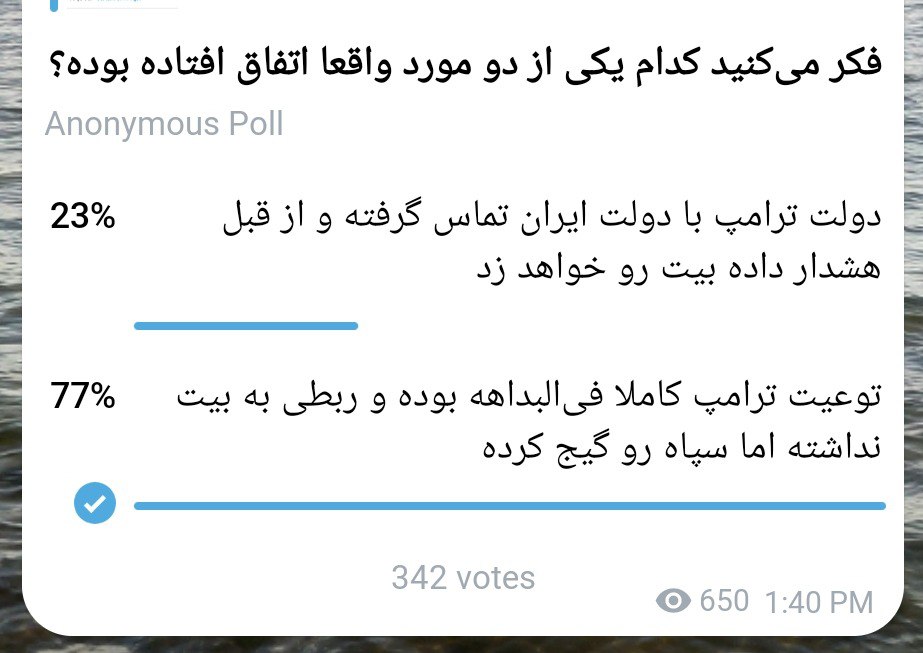 فکر می‌کنید کدام یکی از دو مورد واقعا اتفاق افتاده بوده؟
Anonymous Poll
23%
دولت ترامپ با دولت ایران تماس گرفته و از قبل
هشدار داده بیت رو خواهد زد
77%
توعیت ترامپ کاملا فی‌البداهه بوده و ربطی به بیت
نداشته اما سپاه رو گیج کرده
342 votes
650 1:40 PM